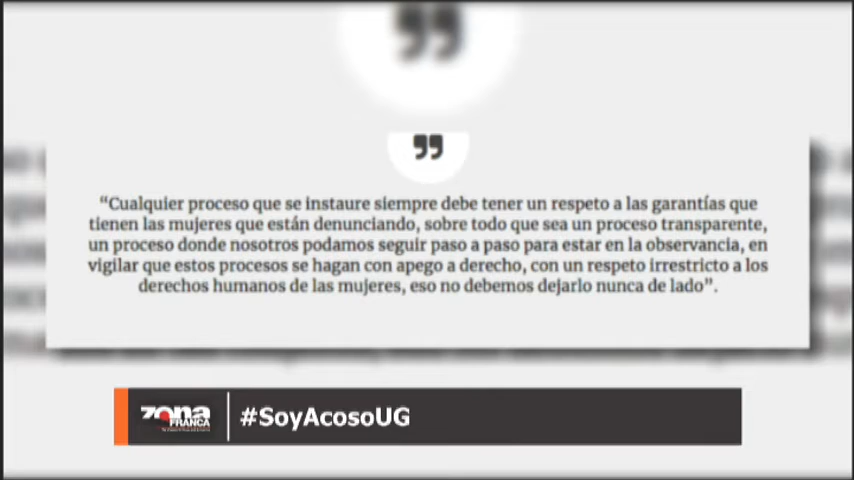 ”
”
“Cualquier proceso que se instaure siempre debe tener un respeto a las garantías que
tienen las mujeres que están denunciando, sobre todo que sea un proceso transparente,
un proceso donde nosotros podamos seguir paso a paso para estar en la observancia, en
vigilar que estos procesos se hagan con apego a derecho, con un respeto irrestricto a los
derechos humanos de las mujeres, eso no debemos dejarlo nunca de lado”.
ZONA
FRANCA
#SoyAcosoUG